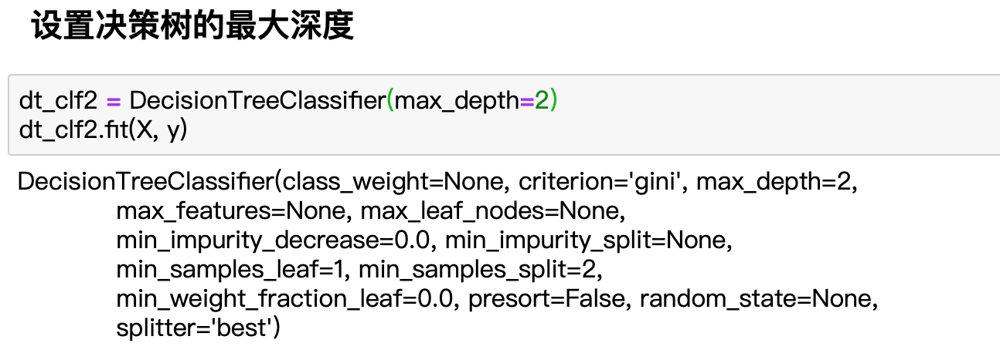 设置决策树的最大深度
dt_clf2 = DecisionTreeClassifier(max_depth=2)
dt_clf2.fit(X, y)
DecisionTreeClassifier(class_weight=None, criterion='gini', max_depth=2,
max_features=None, max_leaf_nodes=None,
min_impurity_decrease=0.0, min_impurity_split=None,
min_samples_leaf=1, min_samples_split=2,
min_weight_fraction_leaf=0.0, presort=False, random_state=None,
splitter='best')